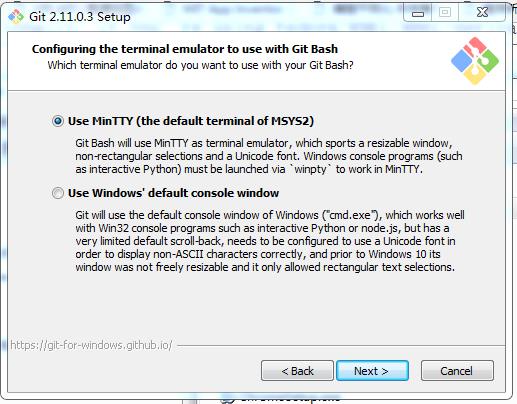 Git 2.11.0.3 Setup
Configuring the terminal emulator to use with Git Bash
Which terminal emulator do you want to use with your Git Bash?
Use MinTTY (the default terminal of MSYS2)
Git Bash will use MinTTY as terminal emulator, which sports a resizable window,
non-rectangular selections and a Unicode font. Windows console programs (such
as interactive Python) must be launched via `winpty` to work in MinTTY.
Use Windows' default console window
Git will use the default console window of Windows ("cmd.exe"), which works well
with Win32 console programs such as interactive Python or node.js, but has a
very limited default scroll-back, needs to be configured to use a Unicode font in
order to display non-ASCII characters correctly, and prior to Windows 10 its
window was not freely resizable and it only allowed rectangular text selections.
https://git-for-windows.github.io/
< Back
Next >
Cancel
ChromeSetup.exe